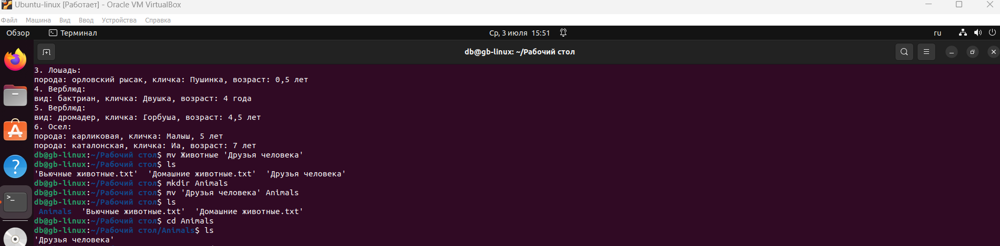 Ubuntu-linux [Работает] - Oracle VM VirtualBox
Файл Машина Вид Ввод Устройства Справка
Обзор Терминал Ср, 3 июля 15:51 ru
db@gb-linux: ~/Рабочий стол
3. Лошадь:
порода: орловский рысак, кличка: Пушинка, возраст: 0,5 лет
4. Верблюд:
вид: бактриан, кличка: Двушка, возраст: 4 года
5. Верблюд:
вид: дромадер, кличка: Горбуша, возраст: 4,5 лет
6. Осел:
порода: карликовая, кличка: Малыш, 5 лет
порода: каталонская, кличка: Иа, возраст: 7 лет
db@gb-linux:~/Рабочий стол$ mv Животные 'Друзья человека'
db@gb-linux:~/Рабочий стол$ ls
'Вьючные животные.txt' 'Домашние животные.txt' 'Друзья человека'
db@gb-linux:~/Рабочий стол$ mkdir Animals
db@gb-linux:~/Рабочий стол$ mv 'Друзья человека' Animals
db@gb-linux:~/Рабочий стол$ ls
Animals 'Вьючные животные.txt' 'Домашние животные.txt'
db@gb-linux:~/Рабочий стол$ cd Animals
db@gb-linux:~/Рабочий стол/Animals$ ls
'Друзья человека'